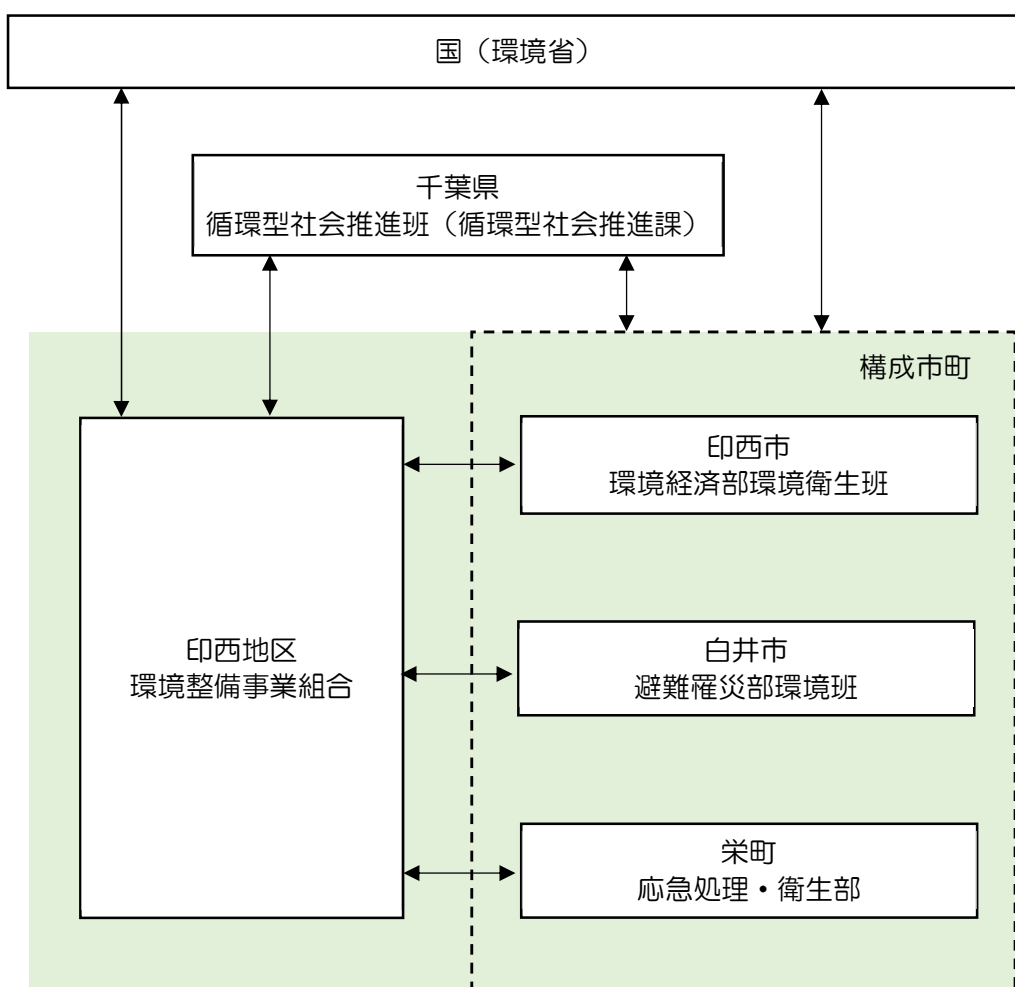 国（環境省）
千葉県
循環型社会推進班（循環型社会推進課）
構成市町
印西市
環境経済部環境衛生班
印西地区
環境整備事業組合
白井市
避難罹災部環境班
栄町
応急処理・衛生部